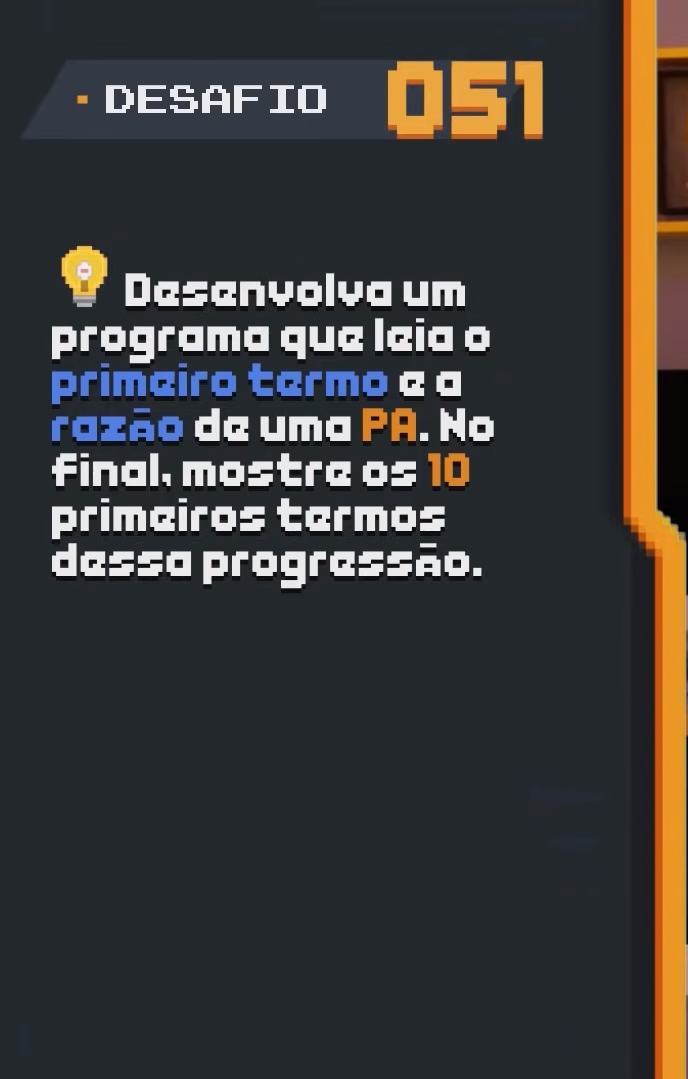 DESAFIO 051
Desenvolva um
programa que leia o
primeiro termo e a
razão de uma PA. No
final, mostre os 10
primeiros termos
dessa progressão.